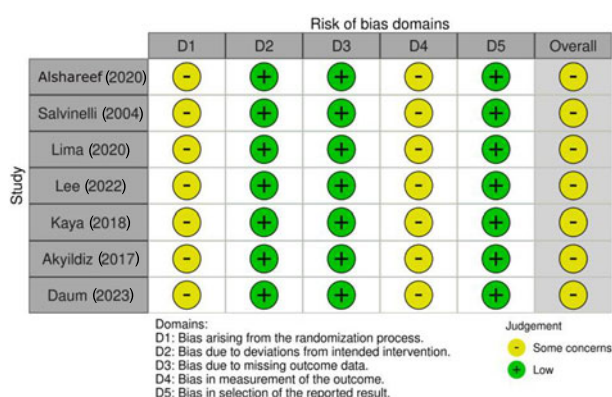 Risk of bias domains
D1 D2 D3 D4 D5 Overall
Study
Alshareef (2020) - + + - + -
Salvinelli (2004) - + + - + -
Lima (2020) - + + - + -
Lee (2022) - + + - + -
Kaya (2018) - + + - + -
Akyildiz (2017) - + + - + -
Daum (2023) - + + - + -
Domains:
D1: Bias arising from the randomization process.
D2: Bias due to deviations from intended intervention.
D3: Bias due to missing outcome data.
D4: Bias in measurement of the outcome.
D5: Bias in selection of the reported result.
Judgement
- Some concerns
+ Low